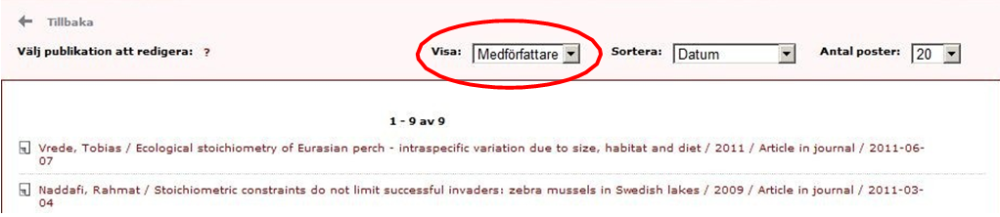 Tillbaka
Välj publikation att redigera: ? Visa: Medförfattare Sortera: Datum Antal poster: 20
1 - 9 av 9
Vrede, Tobias / Ecological stoichiometry of Eurasian perch - intraspecific variation due to size, habitat and diet / 2011 / Article in journal / 2011-06-
07
Naddafi, Rahmat / Stoichiometric constraints do not limit successful invaders: zebra mussels in Swedish lakes / 2009 / Article in journal / 2011-03-
04